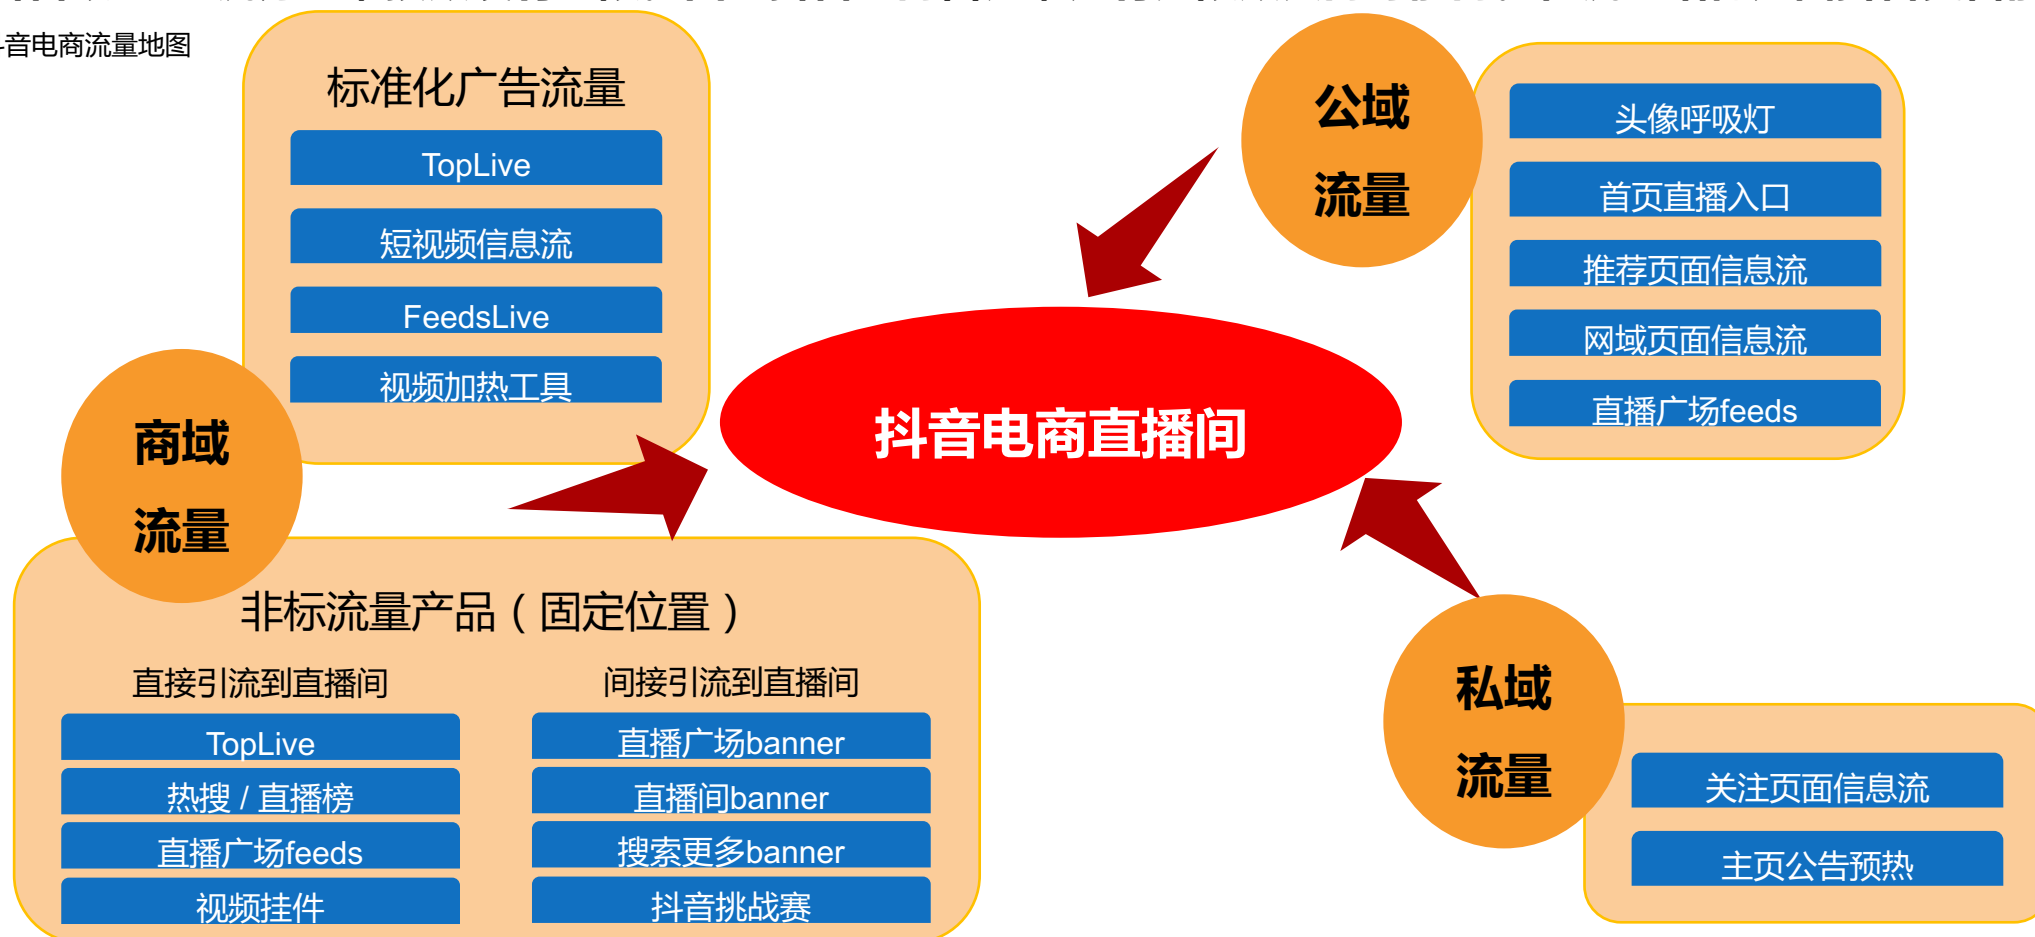 音电商流量地图
标准化广告流量
TopLive
短视频信息流
FeedsLive
视频加热工具
商域
流量
非标流量产品（固定位置）
直接引流到直播间
TopLive
热搜 / 直播榜
直播广场feeds
视频挂件
间接引流到直播间
直播广场banner
直播间banner
搜索更多banner
抖音挑战赛
抖音电商直播间
公域
流量
头像呼吸灯
首页直播入口
推荐页面信息流
网域页面信息流
直播广场feeds
私域
流量
关注页面信息流
主页公告预热